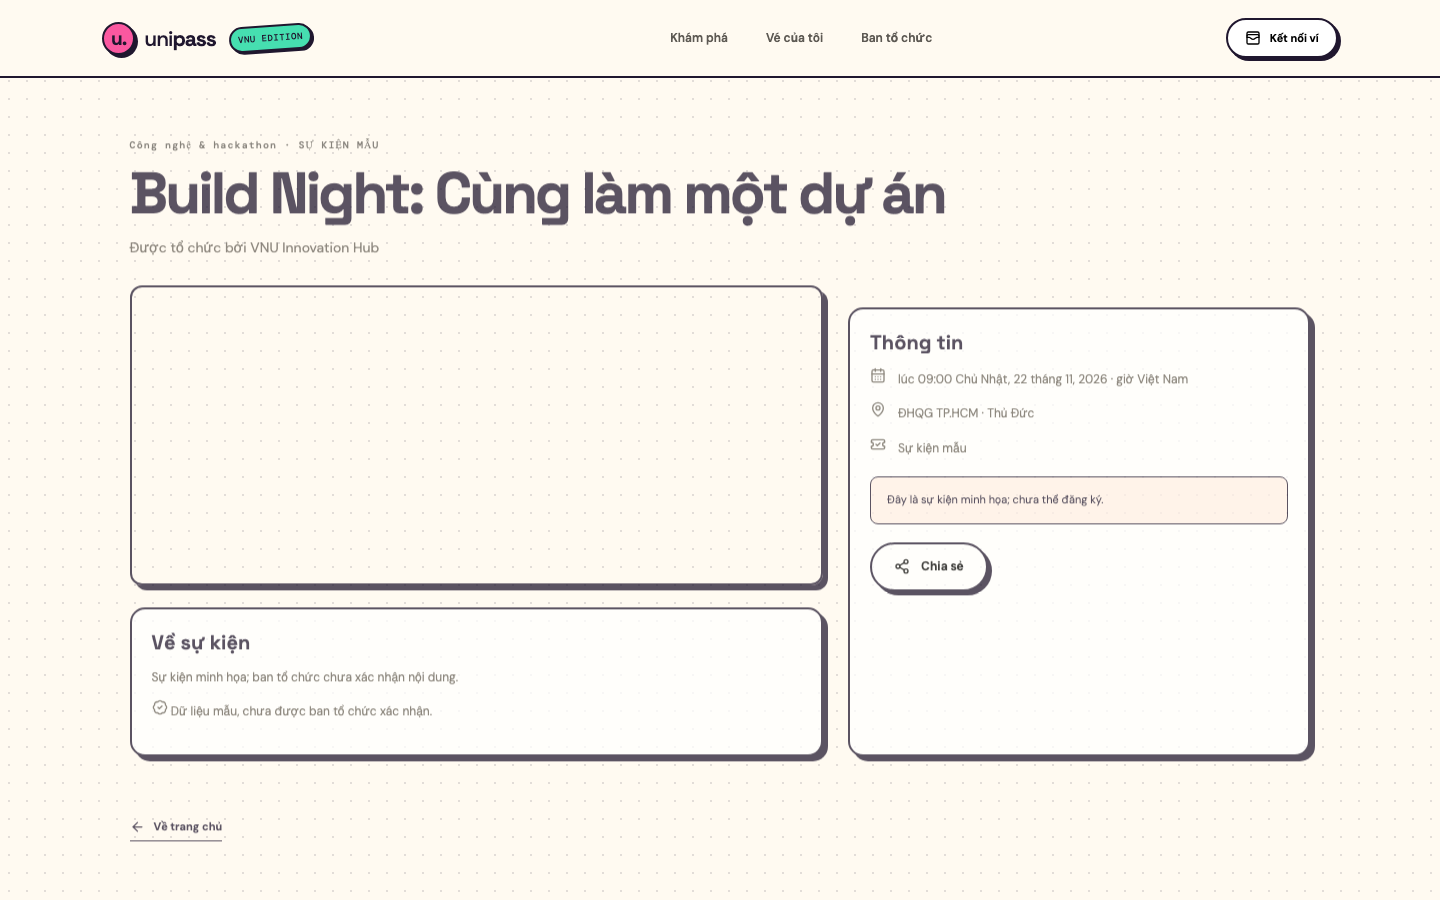 u. unipass VNU EDITION
Khám phá
Vé của tôi
Ban tổ chức
Kết nối ví
Công nghệ & hackathon · SỰ KIỆN MẪU
Build Night: Cùng làm một dự án
Được tổ chức bởi VNU Innovation Hub
Thông tin
lúc 09:00 Chủ Nhật, 22 tháng 11, 2026 · giờ Việt Nam
ĐHQG TP.HCM · Thủ Đức
Sự kiện mẫu
Đây là sự kiện minh họa; chưa thể đăng ký.
Chia sẻ
Về sự kiện
Sự kiện minh họa; ban tổ chức chưa xác nhận nội dung.
Dữ liệu mẫu, chưa được ban tổ chức xác nhận.
Về trang chủ